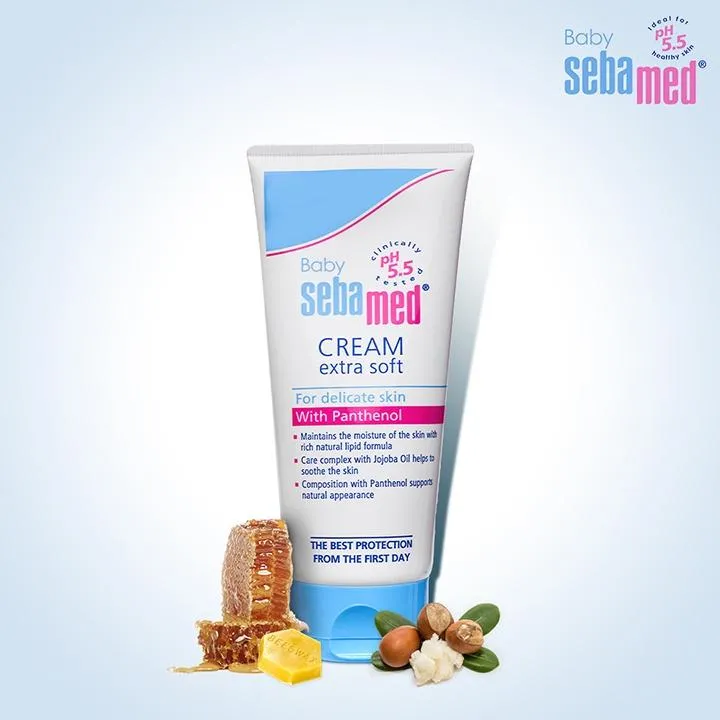 Baby
sebamed®
Ideal for
pH
5.5
healthy skin
Baby
sebamed®
clinically
pH
5.5
tested
CREAM
extra soft
For delicate skin
With Panthenol
▪ Maintains the moisture of the skin with
rich natural lipid formula
▪ Care complex with Jojoba Oil helps to
soothe the skin
▪ Composition with Panthenol supports
natural appearance
THE BEST PROTECTION
FROM THE FIRST DAY
BEESWAX